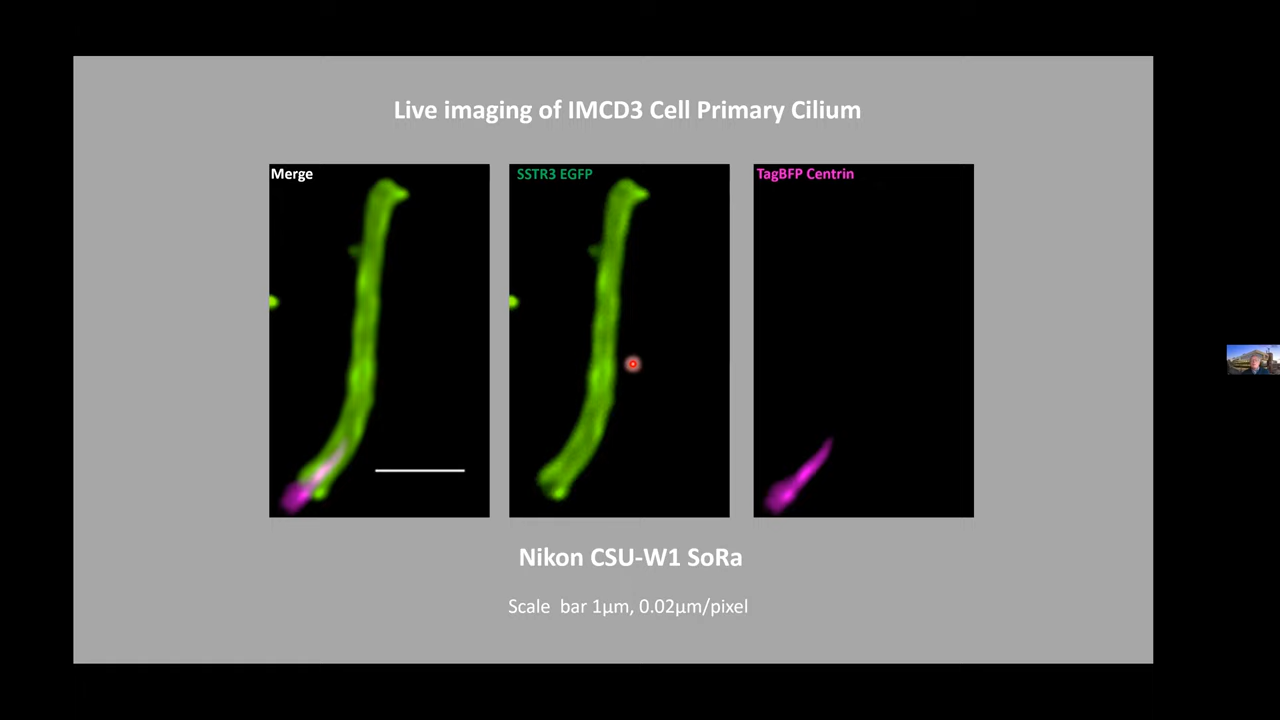 Live imaging of IMCD3 Cell Primary Cilium
Merge
SSTR3 EGFP
TagBFP Centrin
Nikon CSU-W1 SoRa
Scale  bar 1µm, 0.02µm/pixel